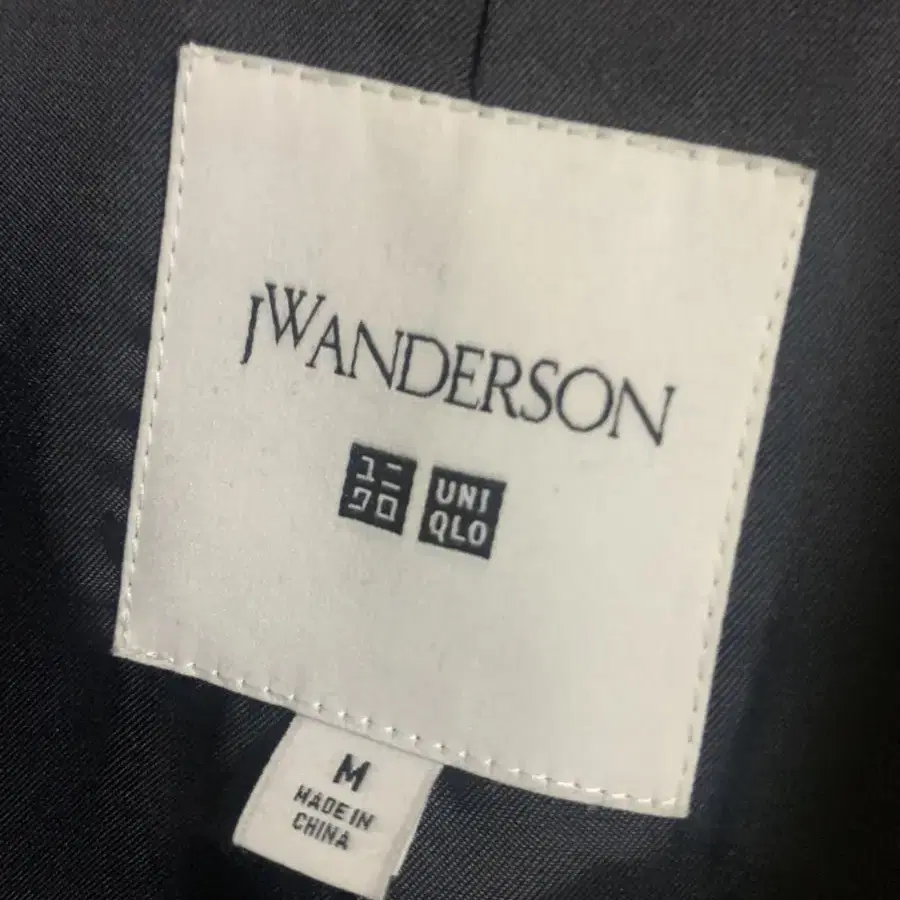 JWANDERSON
ユニ
クロ
UNI
QLO
M
MADE IN
CHINA